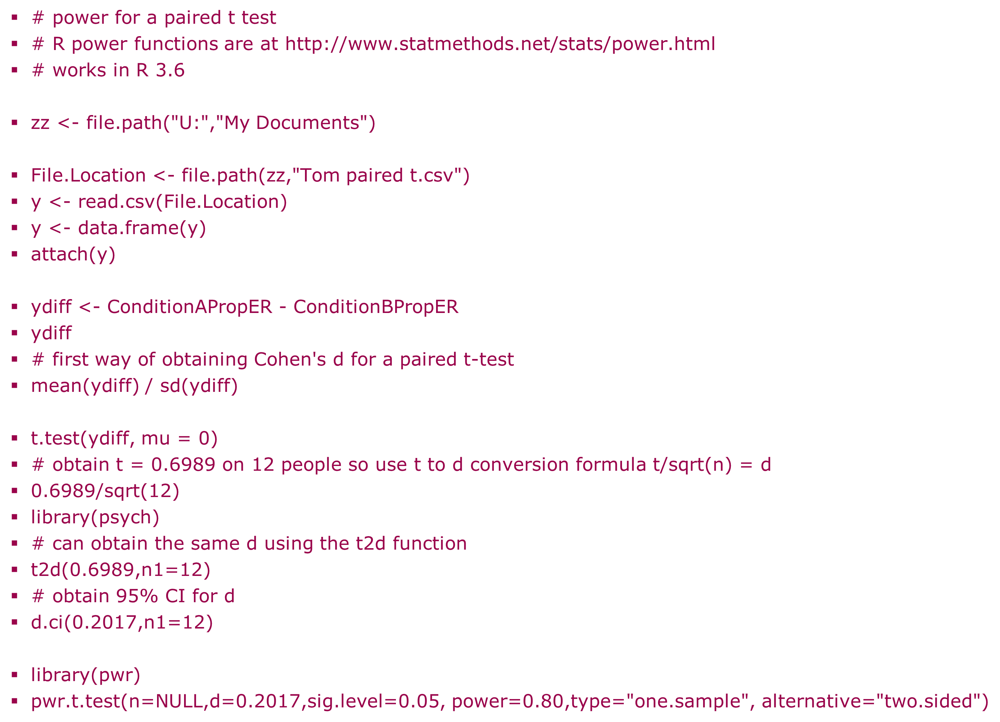 ▪ # power for a paired t test
▪ # R power functions are at http://www.statmethods.net/stats/power.html
▪ # works in R 3.6
▪ zz <- file.path("U:","My Documents")
▪ File.Location <- file.path(zz,"Tom paired t.csv")
▪ y <- read.csv(File.Location)
▪ y <- data.frame(y)
▪ attach(y)
▪ ydiff <- ConditionAPropER - ConditionBPropER
▪ ydiff
▪ # first way of obtaining Cohen's d for a paired t-test
▪ mean(ydiff) / sd(ydiff)
▪ t.test(ydiff, mu = 0)
▪ # obtain t = 0.6989 on 12 people so use t to d conversion formula t/sqrt(n) = d
▪ 0.6989/sqrt(12)
▪ library(psych)
▪ # can obtain the same d using the t2d function
▪ t2d(0.6989,n1=12)
▪ # obtain 95% CI for d
▪ d.ci(0.2017,n1=12)
▪ library(pwr)
▪ pwr.t.test(n=NULL,d=0.2017,sig.level=0.05, power=0.80,type="one.sample", alternative="two.sided")